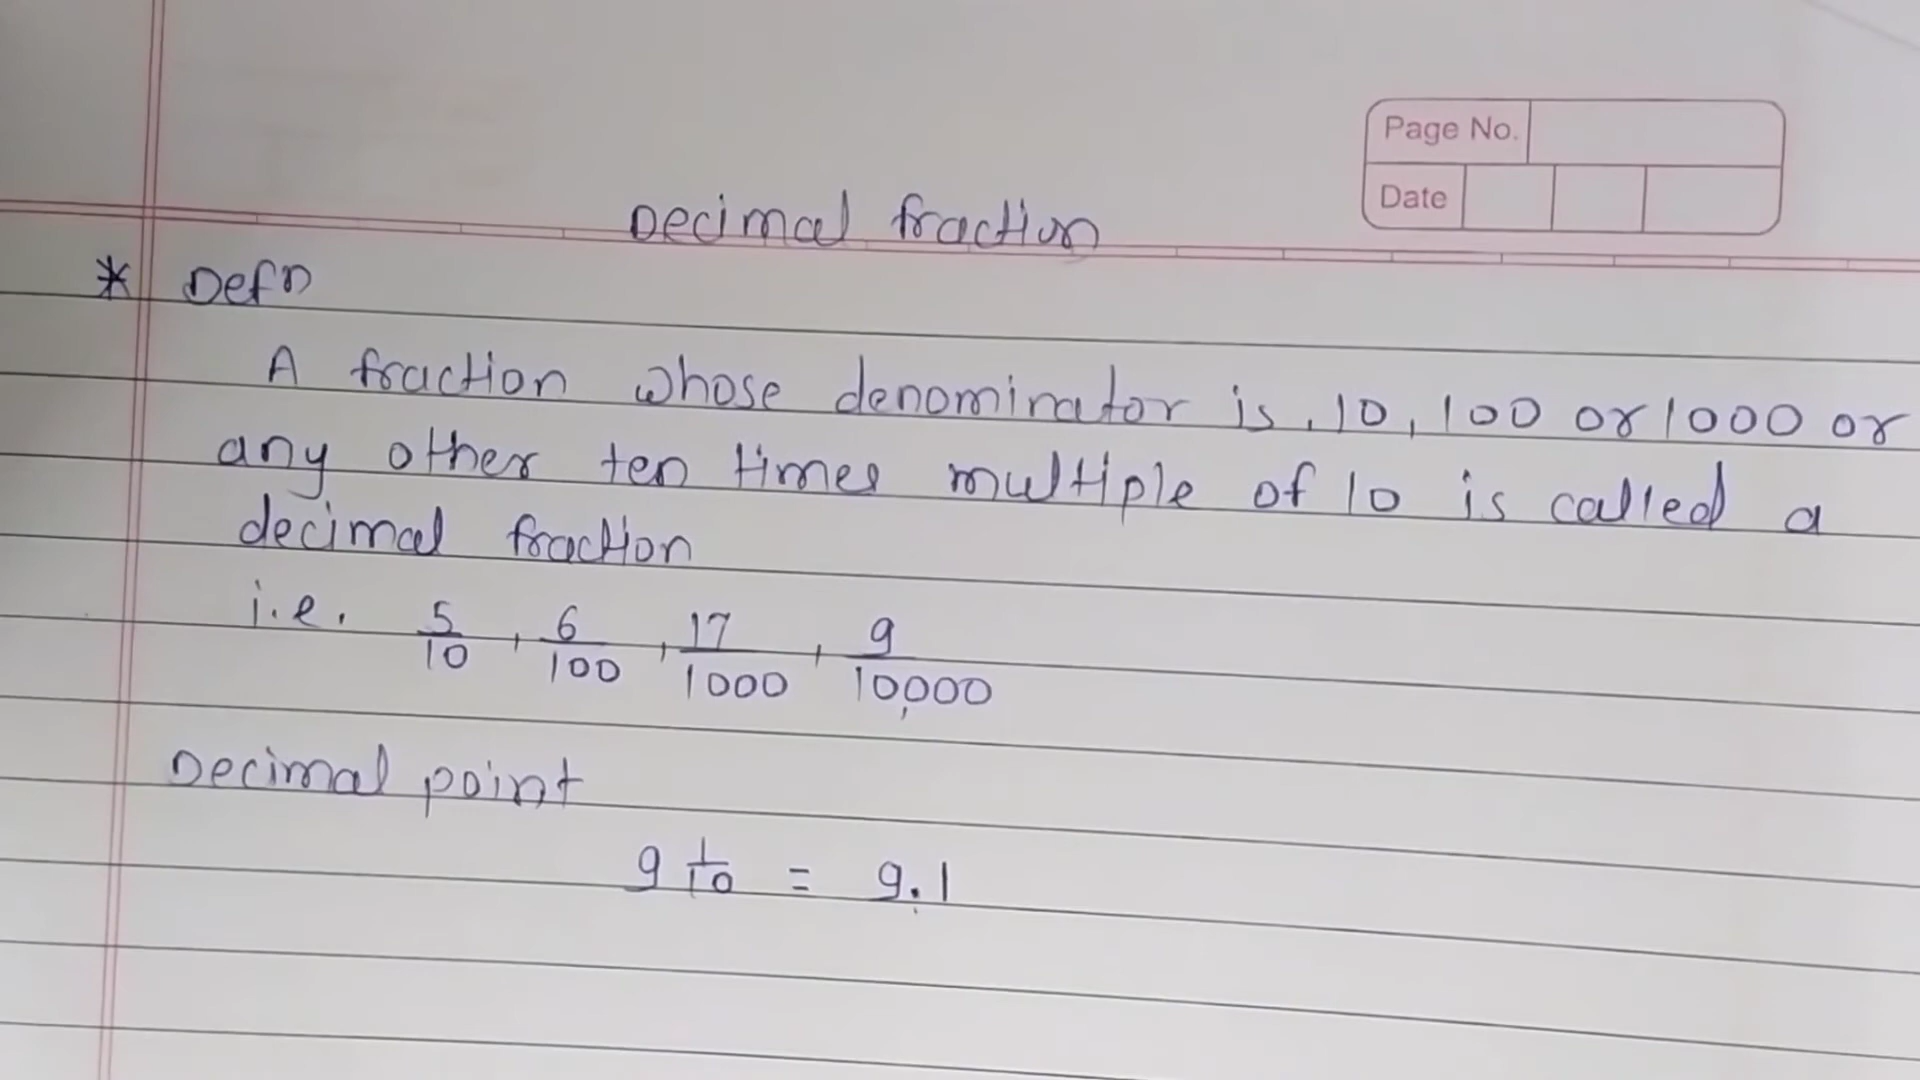 Page No.
Date
Decimal fraction
* Defn
A fraction whose denominator is, 10, 100 or 1000 or
any other ten times multiple of 10 is called a
decimal fraction
i.e. 5/10, 6/100, 17/1000, 9/10,000
Decimal point
9 1/10 = 9.1